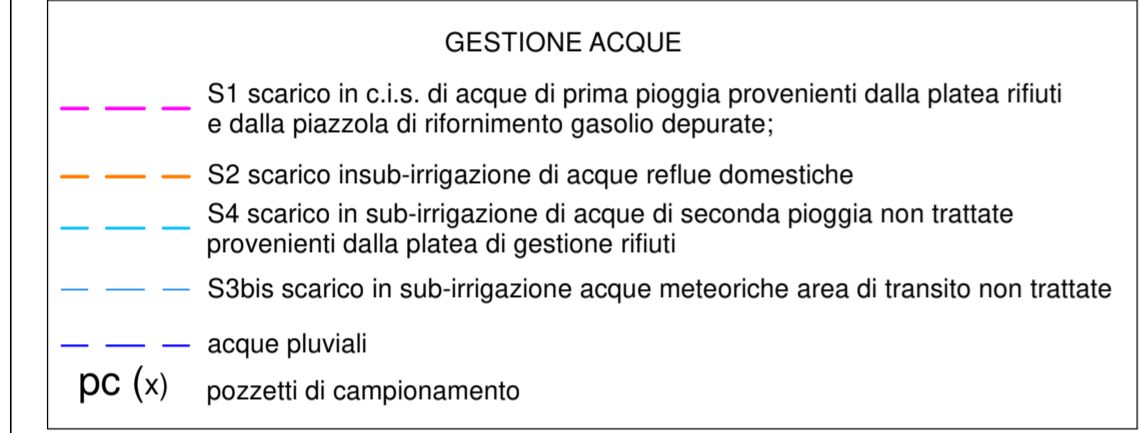 GESTIONE ACQUE
S1 scarico in c.i.s. di acque di prima pioggia provenienti dalla platea rifiuti
e dalla piazzola di rifornimento gasolio depurate;
S2 scarico insub-irrigazione di acque reflue domestiche
S4 scarico in sub-irrigazione di acque di seconda pioggia non trattate
provenienti dalla platea di gestione rifiuti
S3bis scarico in sub-irrigazione acque meteoriche area di transito non trattate
acque pluviali
pc (x) pozzetti di campionamento